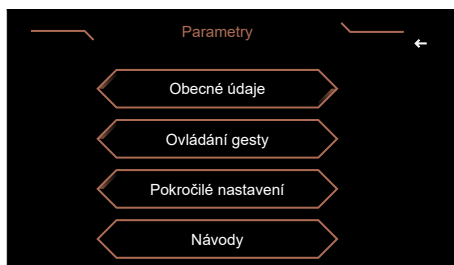 Parametry
Obecné údaje
Ovládání gesty
Pokročilé nastavení
Návody